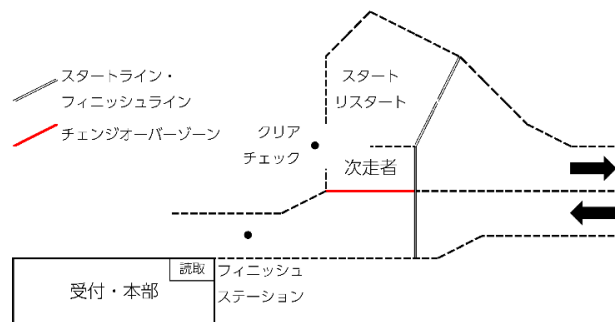 スタートライン・
フィニッシュライン
チェンジオーバーゾーン
スタート
リスタート
クリア
チェック
次走者
読取
フィニッシュ
ステーション
受付・本部